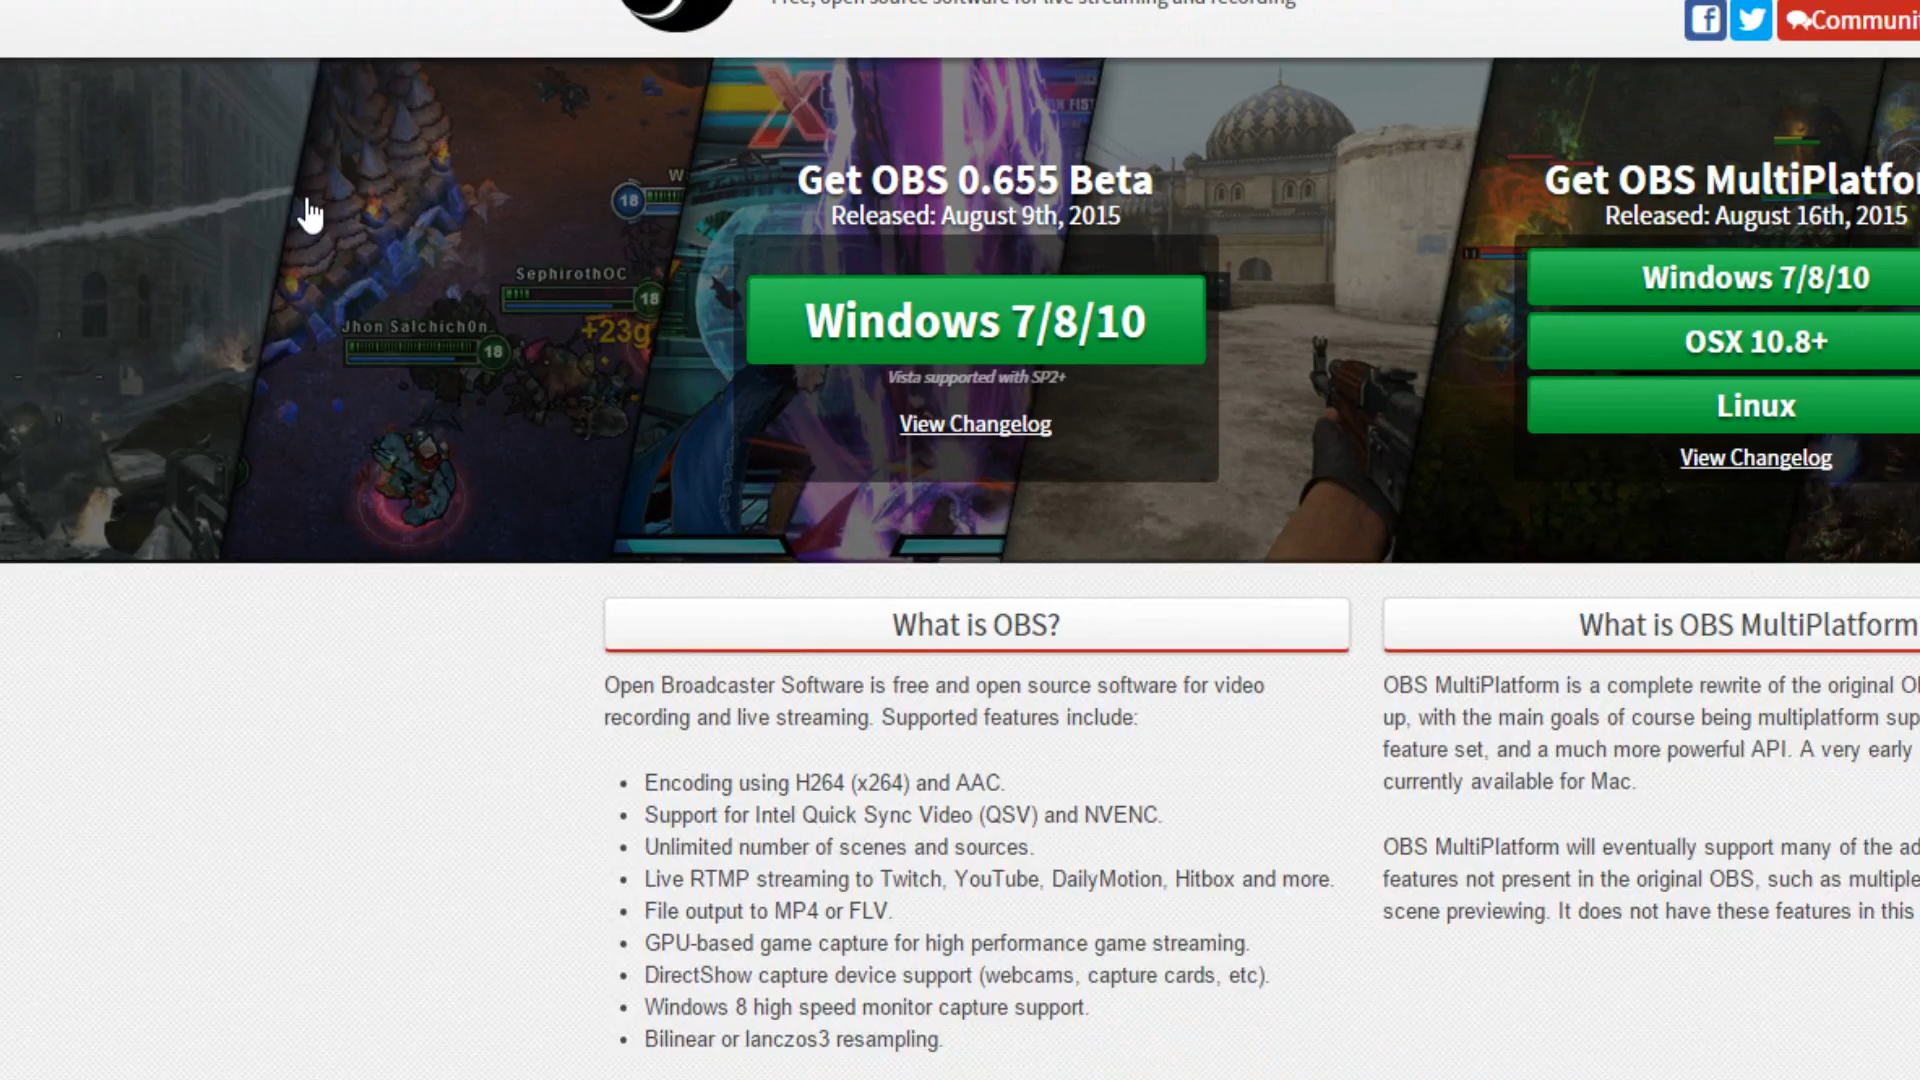 Free, open source software for live streaming and recording
Communi
Get OBS 0.655 Beta
Released: August 9th, 2015
Windows 7/8/10
Vista supported with SP2+
View Changelog
Get OBS MultiPlatfo
Released: August 16th, 2015
Windows 7/8/10
OSX 10.8+
Linux
View Changelog
SephirothOC
18
18
Jhon Salchich0n
18
+23g
What is OBS?
Open Broadcaster Software is free and open source software for video
recording and live streaming. Supported features include:
Encoding using H264 (x264) and AAC.
Support for Intel Quick Sync Video (QSV) and NVENC.
Unlimited number of scenes and sources.
Live RTMP streaming to Twitch, YouTube, DailyMotion, Hitbox and more.
File output to MP4 or FLV.
GPU-based game capture for high performance game streaming.
DirectShow capture device support (webcams, capture cards, etc).
Windows 8 high speed monitor capture support.
Bilinear or lanczos3 resampling.
What is OBS MultiPlatform
OBS MultiPlatform is a complete rewrite of the original O
up, with the main goals of course being multiplatform sup
feature set, and a much more powerful API. A very early
currently available for Mac.
OBS MultiPlatform will eventually support many of the ad
features not present in the original OBS, such as multiple
scene previewing. It does not have these features in this